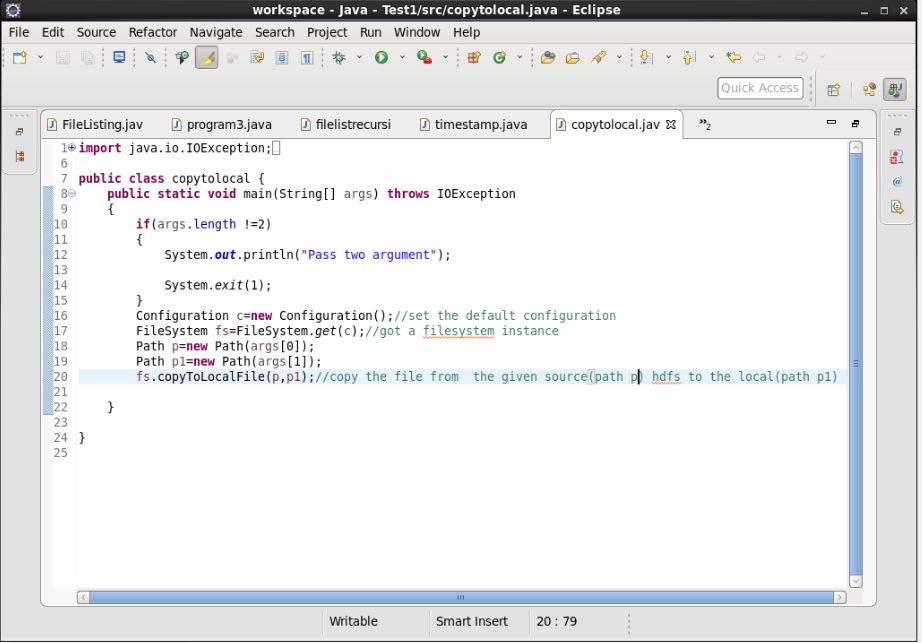 workspace - Java - Test1/src/copytolocal.java - Eclipse
File Edit Source Refactor Navigate Search Project Run Window Help
Quick Access
FileListing.jav program3.java filelistrecursi timestamp.java copytolocal.jav »2
1 import java.io.IOException;
6
7 public class copytolocal {
8 public static void main(String[] args) throws IOException
9 {
10 if(args.length !=2)
11 {
12 System.out.println("Pass two argument");
13
14 System.exit(1);
15 }
16 Configuration c=new Configuration();//set the default configuration
17 FileSystem fs=FileSystem.get(c);//got a filesystem instance
18 Path p=new Path(args[0]);
19 Path p1=new Path(args[1]);
20 fs.copyToLocalFile(p,p1);//copy the file from  the given source(path p) hdfs to the local(path p1)
21
22 }
23
24 }
25
Writable Smart Insert 20 : 79